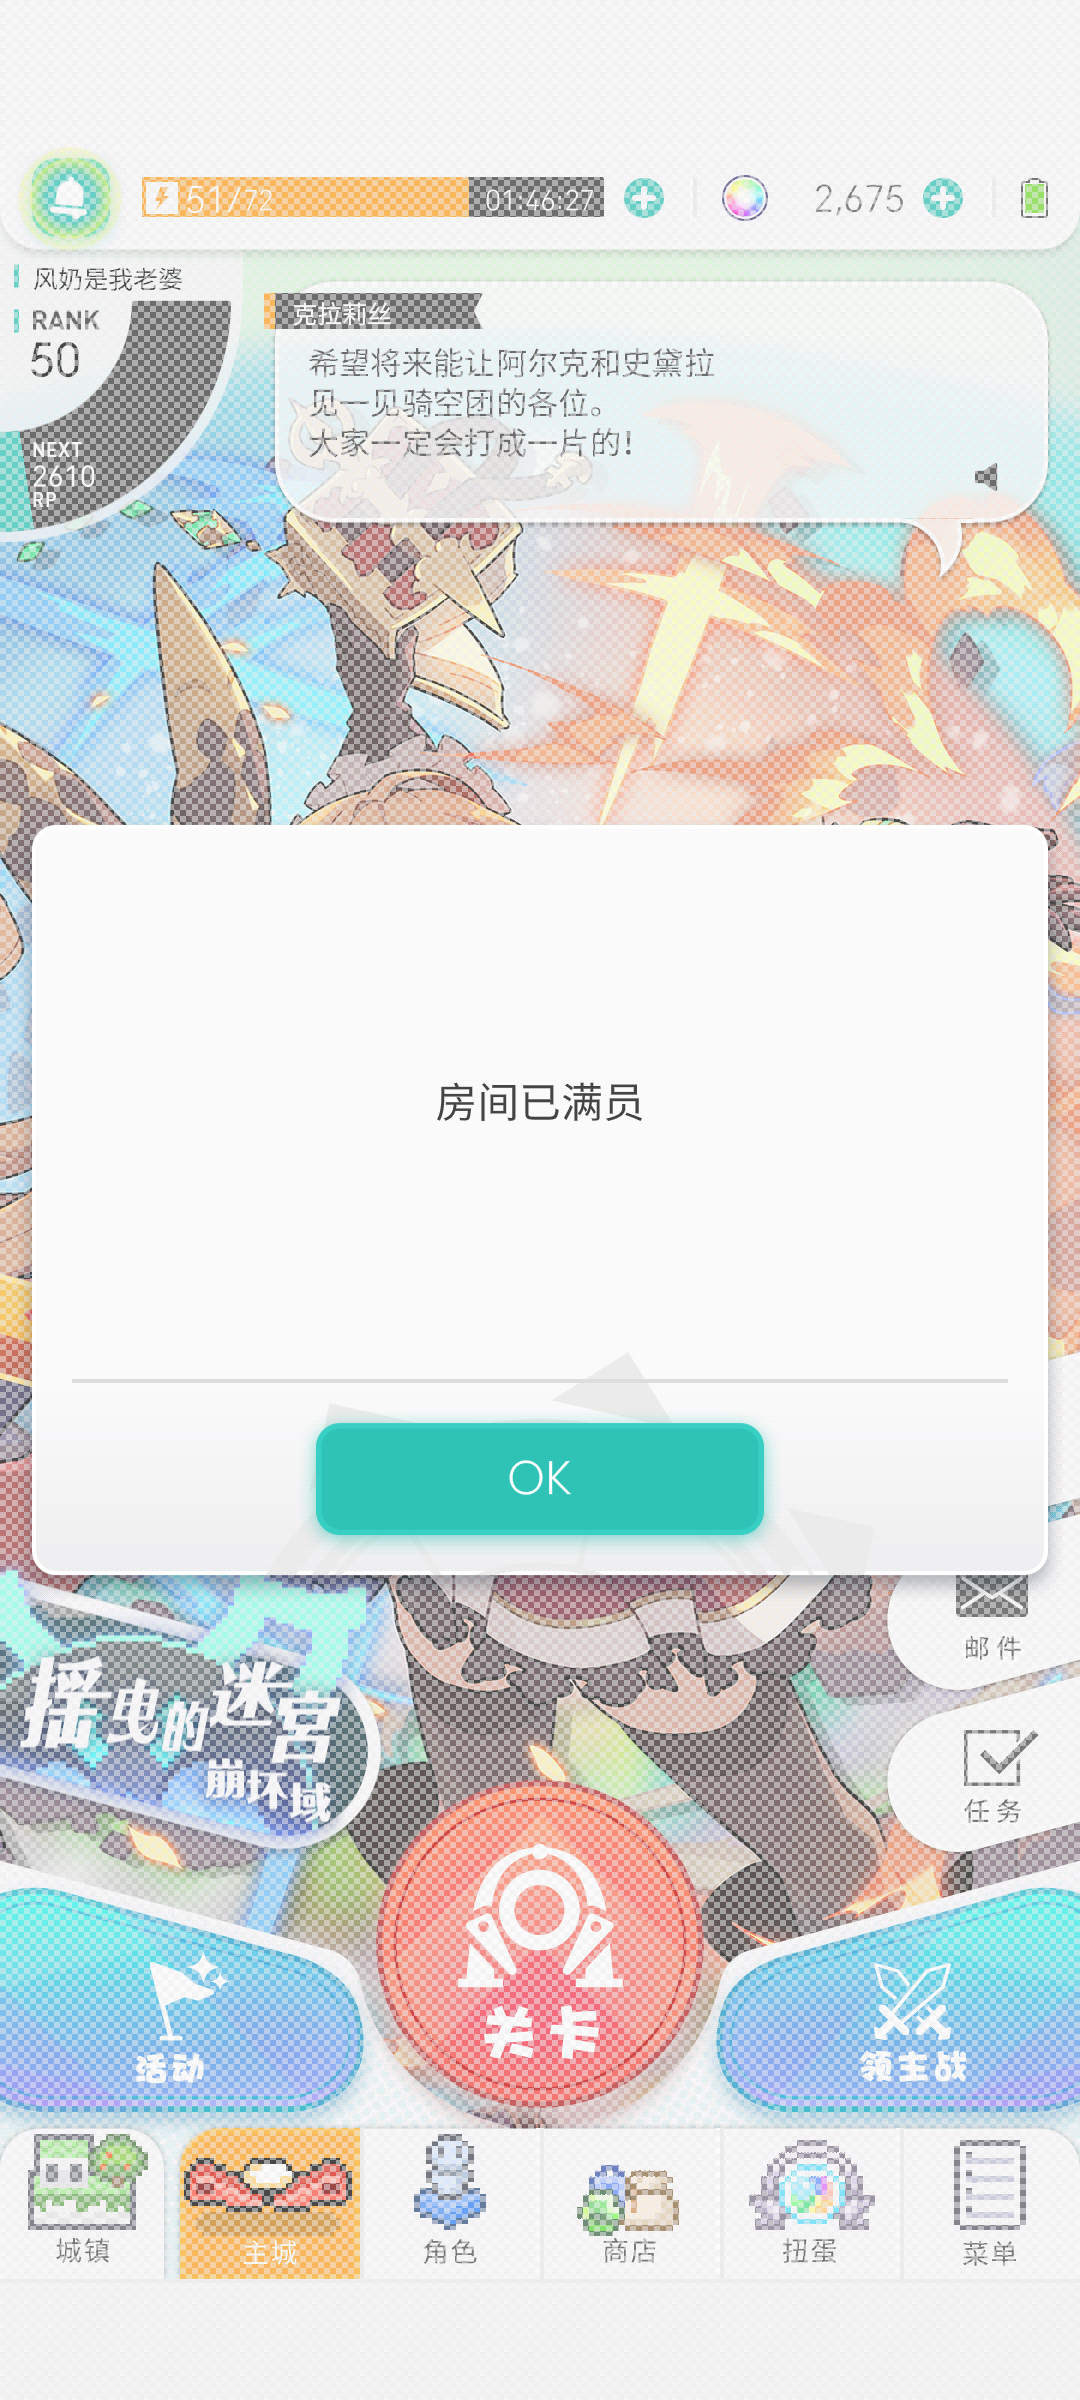 51/72
01:46:27
2,675
风奶是我老婆
RANK
50
NEXT
2610
RP
克拉莉丝
希望将来能让阿尔克和史黛拉
见一见骑空团的各位。
大家一定会打成一片的!
房间已满员
OK
邮件
摇曳的迷宫
崩坏域
任务
活动
关卡
领主战
城镇
主城
角色
商店
扭蛋
菜单